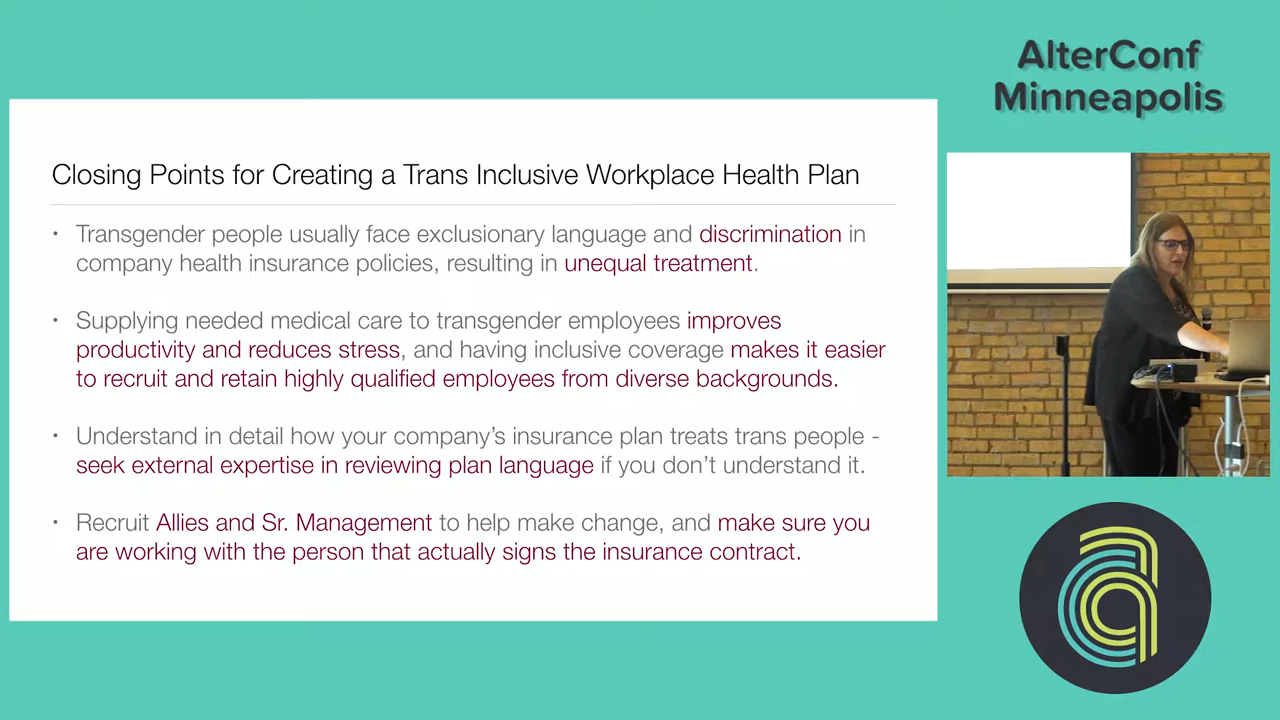 AlterConf
Minneapolis
Closing Points for Creating a Trans Inclusive Workplace Health Plan
• Transgender people usually face exclusionary language and discrimination in
company health insurance policies, resulting in unequal treatment.
• Supplying needed medical care to transgender employees improves
productivity and reduces stress, and having inclusive coverage makes it easier
to recruit and retain highly qualified employees from diverse backgrounds.
• Understand in detail how your company's insurance plan treats trans people -
seek external expertise in reviewing plan language if you don't understand it.
• Recruit Allies and Sr. Management to help make change, and make sure you
are working with the person that actually signs the insurance contract.